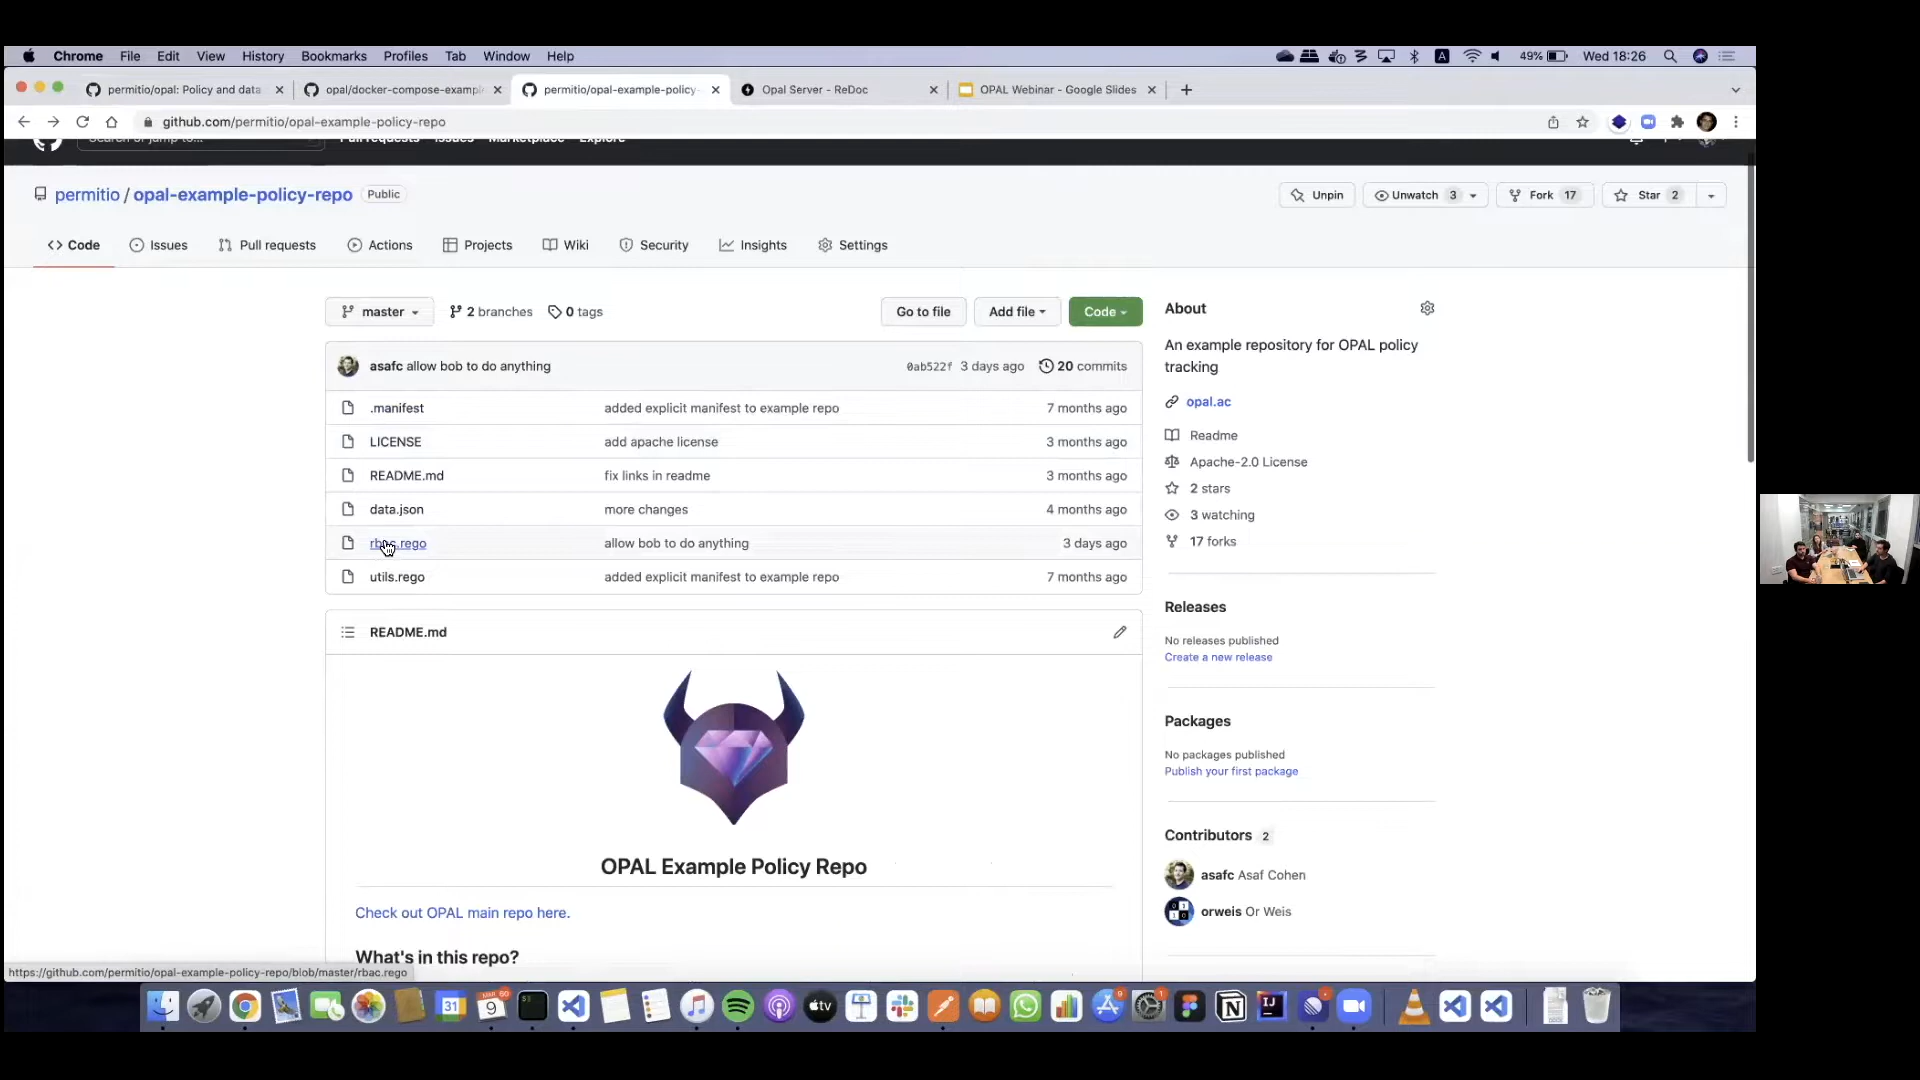 Chrome File Edit View History Bookmarks Profiles Tab Window Help 49% Wed 18:26
permitio/opal: Policy and data
opal/docker-compose-exampl
permitio/opal-example-policy-
Opal Server - ReDoc
OPAL Webinar - Google Slides
github.com/permitio/opal-example-policy-repo
Search or jump to... Pull requests Issues Marketplace Explore
permitio / opal-example-policy-repo Public
Unpin Unwatch 3 Fork 17 Star 2
Code Issues Pull requests Actions Projects Wiki Security Insights Settings
master 2 branches 0 tags Go to file Add file Code
asafc allow bob to do anything 0ab522f 3 days ago 20 commits
.manifest added explicit manifest to example repo 7 months ago
LICENSE add apache license 3 months ago
README.md fix links in readme 3 months ago
data.json more changes 4 months ago
rbac.rego allow bob to do anything 3 days ago
utils.rego added explicit manifest to example repo 7 months ago
README.md
OPAL Example Policy Repo
Check out OPAL main repo here.
What's in this repo?
About
An example repository for OPAL policy
tracking
opal.ac
Readme
Apache-2.0 License
2 stars
3 watching
17 forks
Releases
No releases published
Create a new release
Packages
No packages published
Publish your first package
Contributors 2
asafc Asaf Cohen
orweis Or Weis
https://github.com/permitio/opal-example-policy-repo/blob/master/rbac.rego